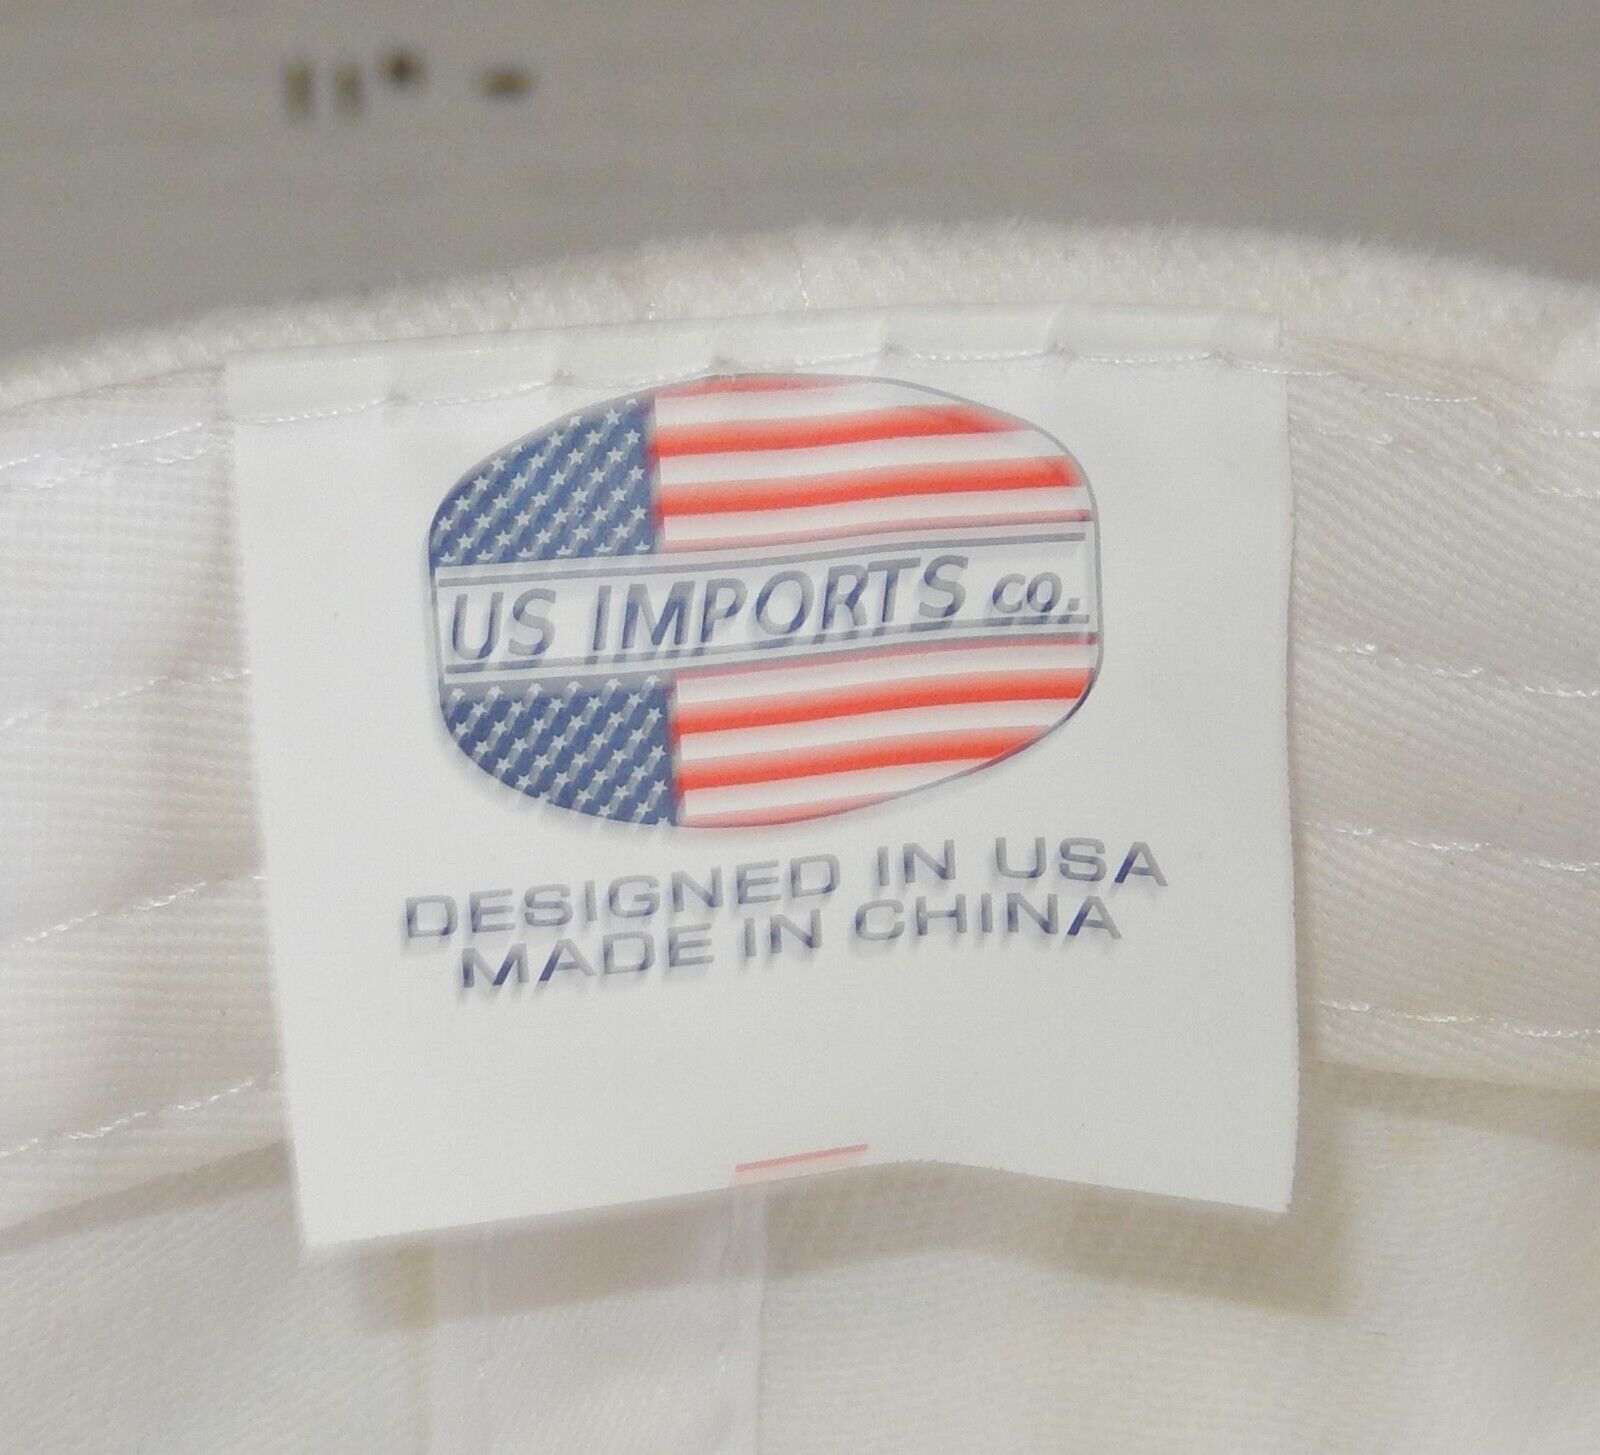 US IMPORTS co.
DESIGNED IN USA
MADE IN CHINA